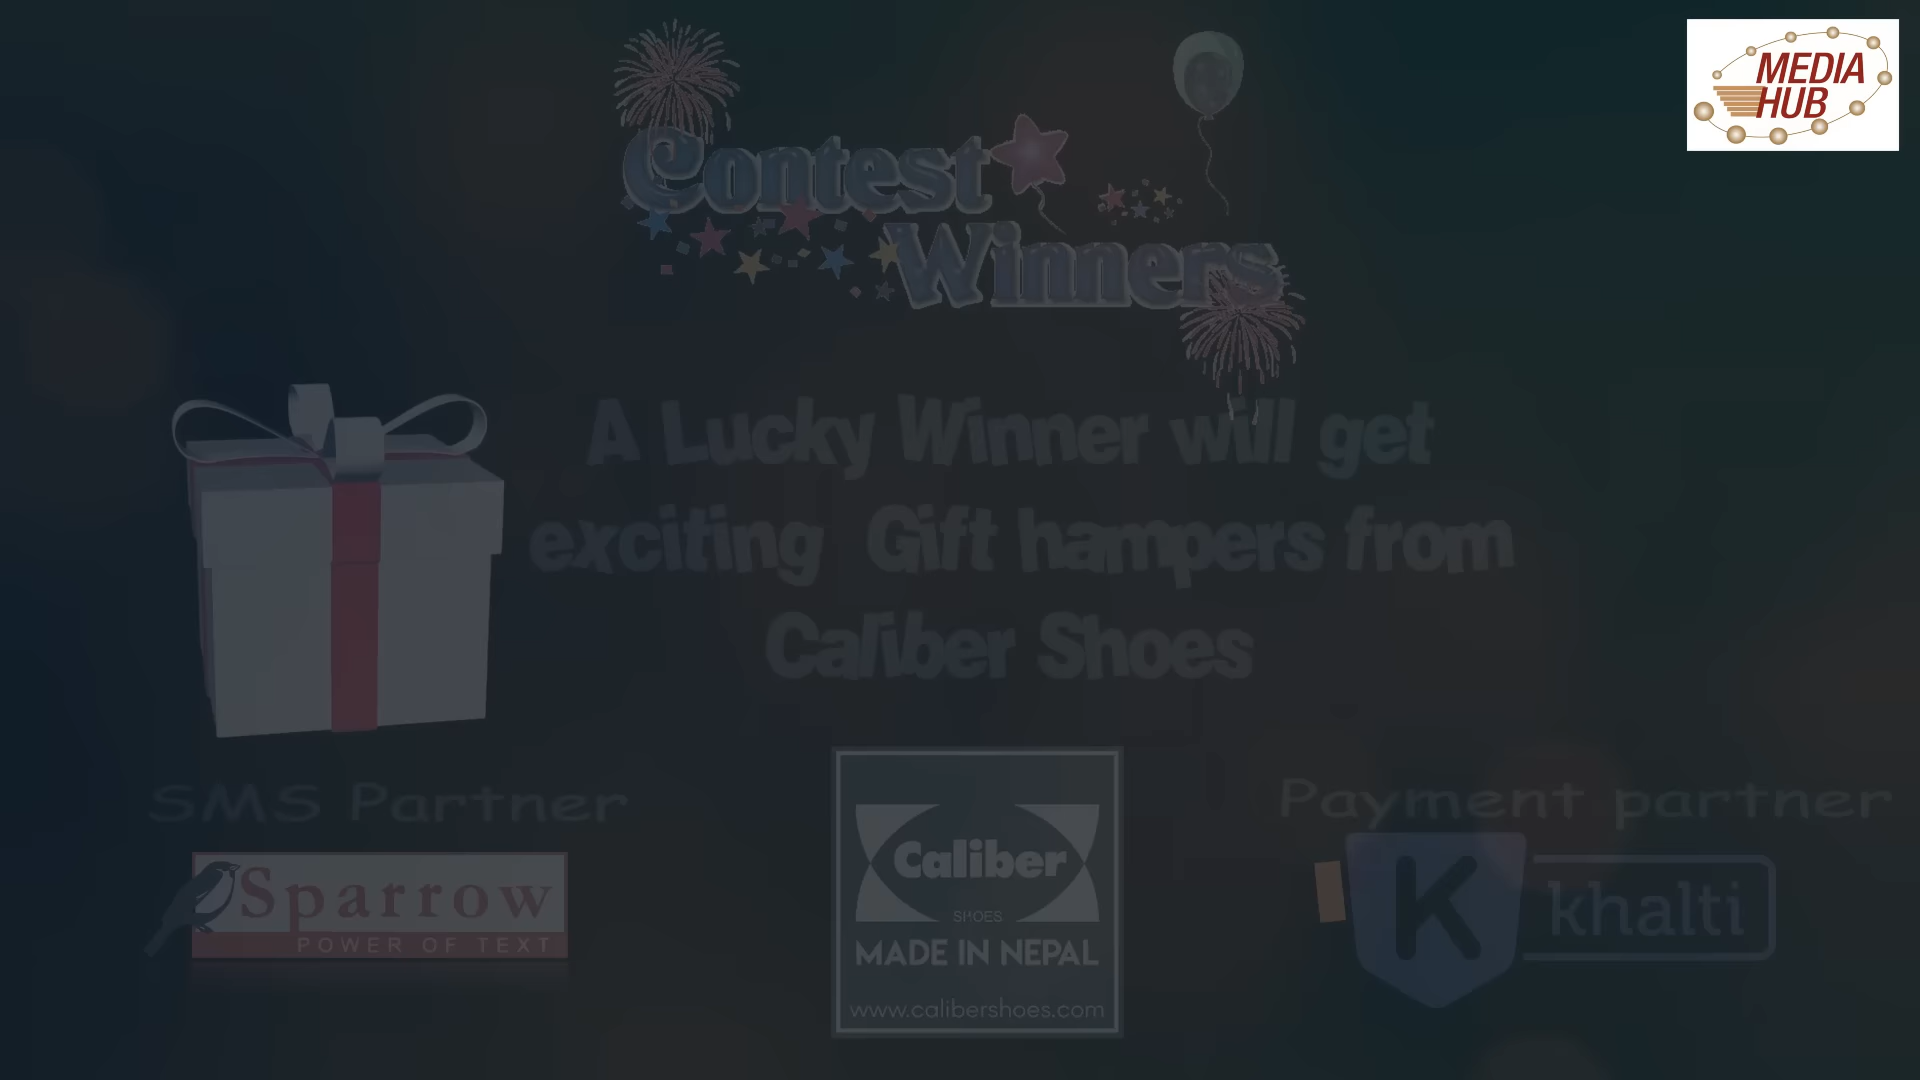 MEDIA
HUB
Contest
Winners
A Lucky Winner will get
exciting Gift hampers from
Caliber Shoes
SMS Partner
Sparrow
POWER OF TEXT
Caliber
SHOES
MADE IN NEPAL
www.calibershoes.com
Payment partner
K khalti